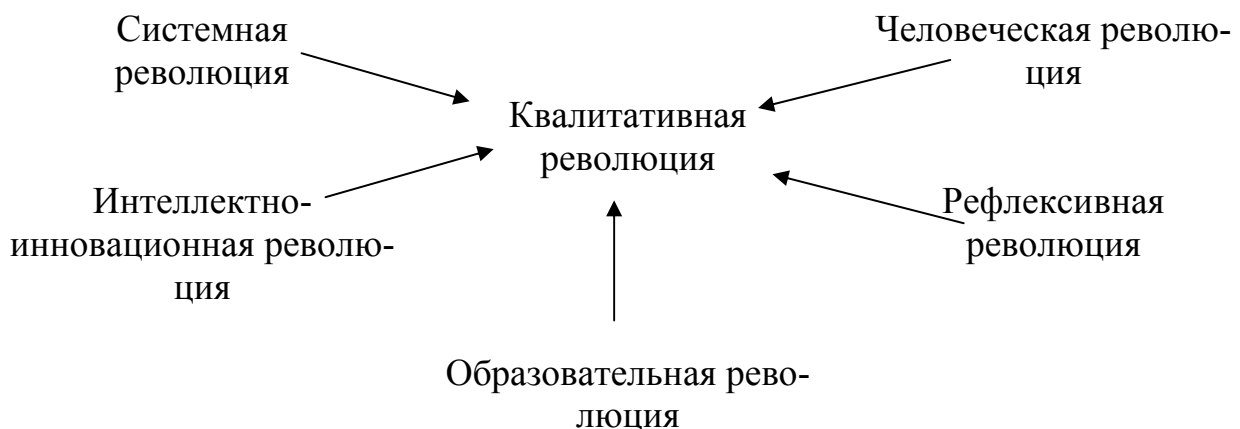 Системная
революция
Человеческая револю-
ция
Квалитативная
революция
Интеллектно-
инновационная револю-
ция
Рефлексивная
революция
Образовательная рево-
люция